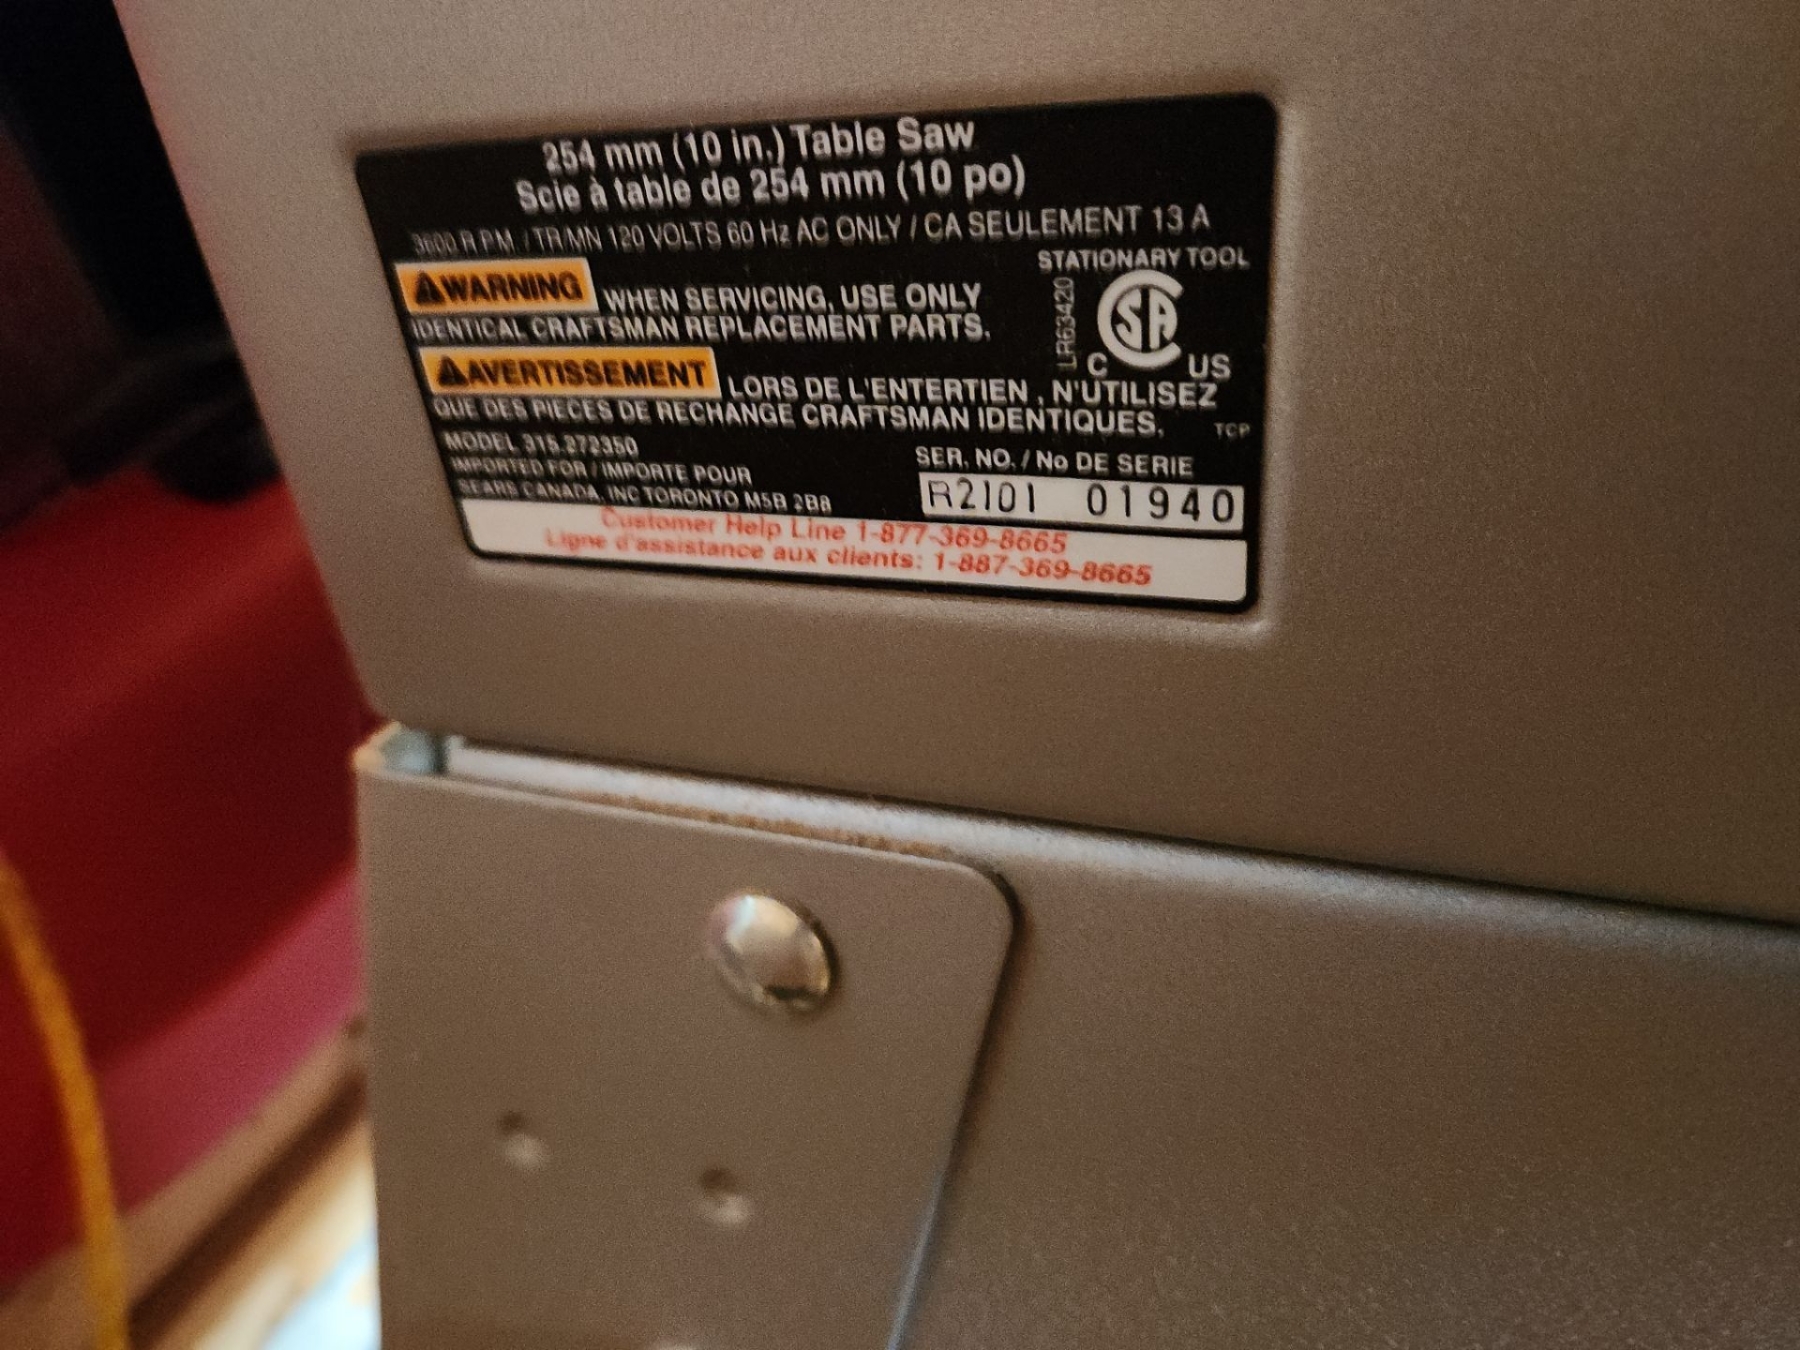 254 mm (10 in.) Table Saw
Scie à table de 254 mm (10 po)
3600 R.P.M. / TR/MN 120 VOLTS 60 Hz AC ONLY / CA SEULEMENT 13 A
STATIONARY TOOL
⚠WARNING WHEN SERVICING, USE ONLY
IDENTICAL CRAFTSMAN REPLACEMENT PARTS.
LR63420
C SA US
⚠AVERTISSEMENT LORS DE L'ENTERTIEN , N'UTILISEZ
QUE DES PIECES DE RECHANGE CRAFTSMAN IDENTIQUES.
TCP
MODEL 315.272350
IMPORTED FOR / IMPORTE POUR
SEARS CANADA, INC TORONTO M5B 2B8
SER. NO. / No DE SERIE
R2101 01940
Customer Help Line 1-877-369-8665
Ligne d'assistance aux clients: 1-887-369-8665